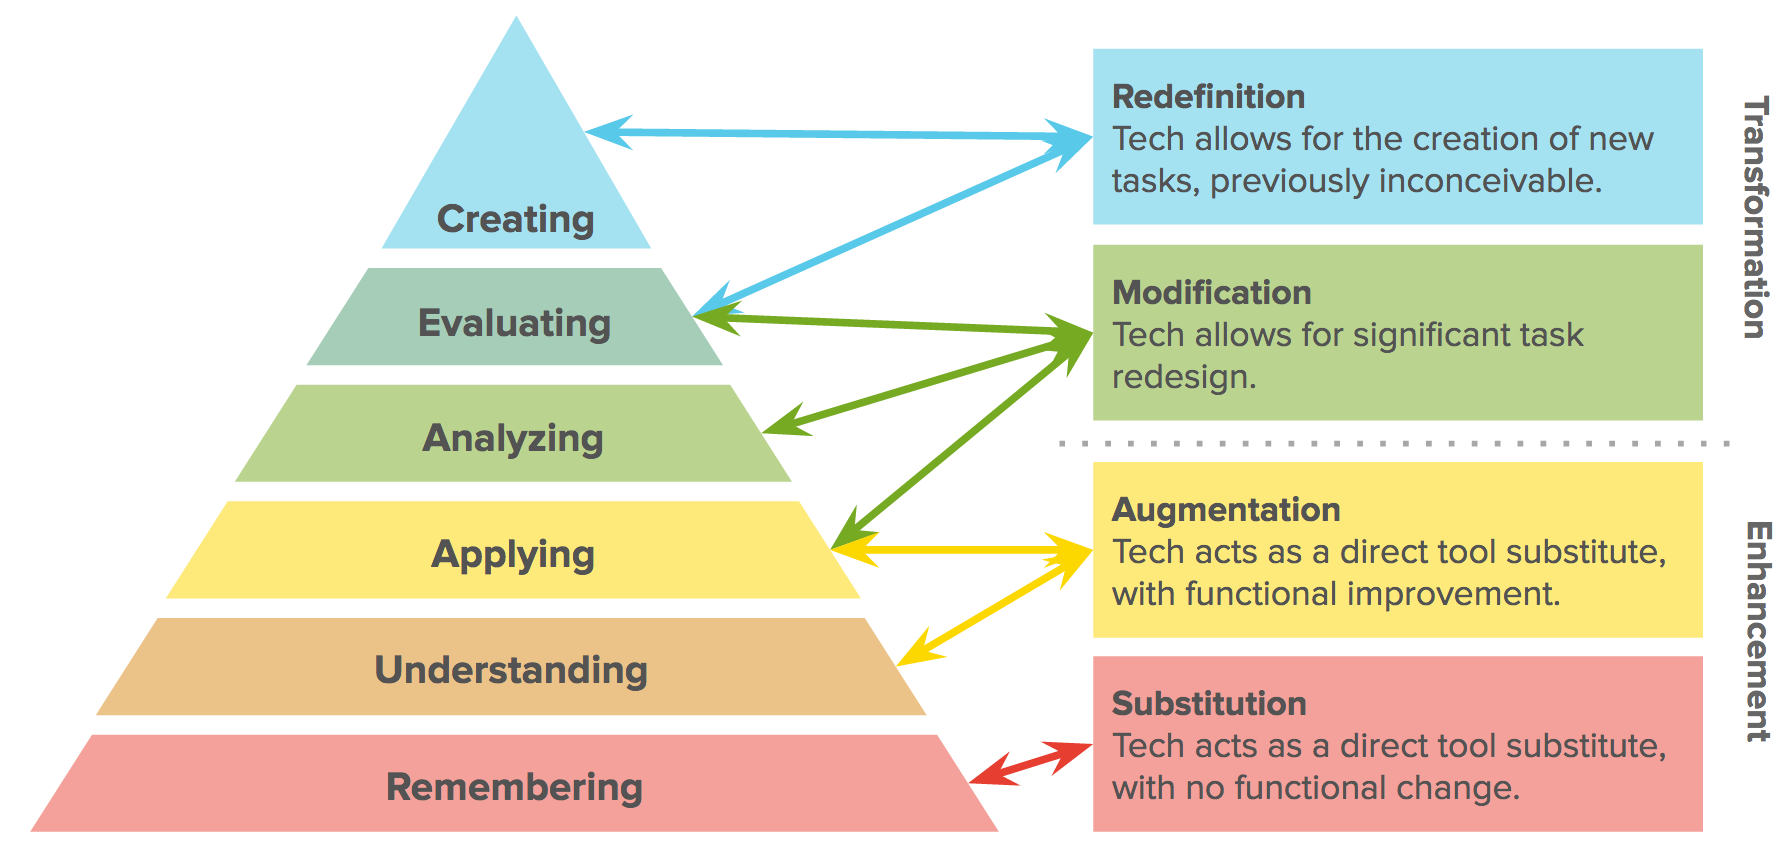 Creating
Evaluating
Analyzing
Applying
Understanding
Remembering
Redefinition
Tech allows for the creation of new
tasks, previously inconceivable.
Modification
Tech allows for significant task
redesign.
Augmentation
Tech acts as a direct tool substitute,
with functional improvement.
Substitution
Tech acts as a direct tool substitute,
with no functional change.
Transformation
Enhancement